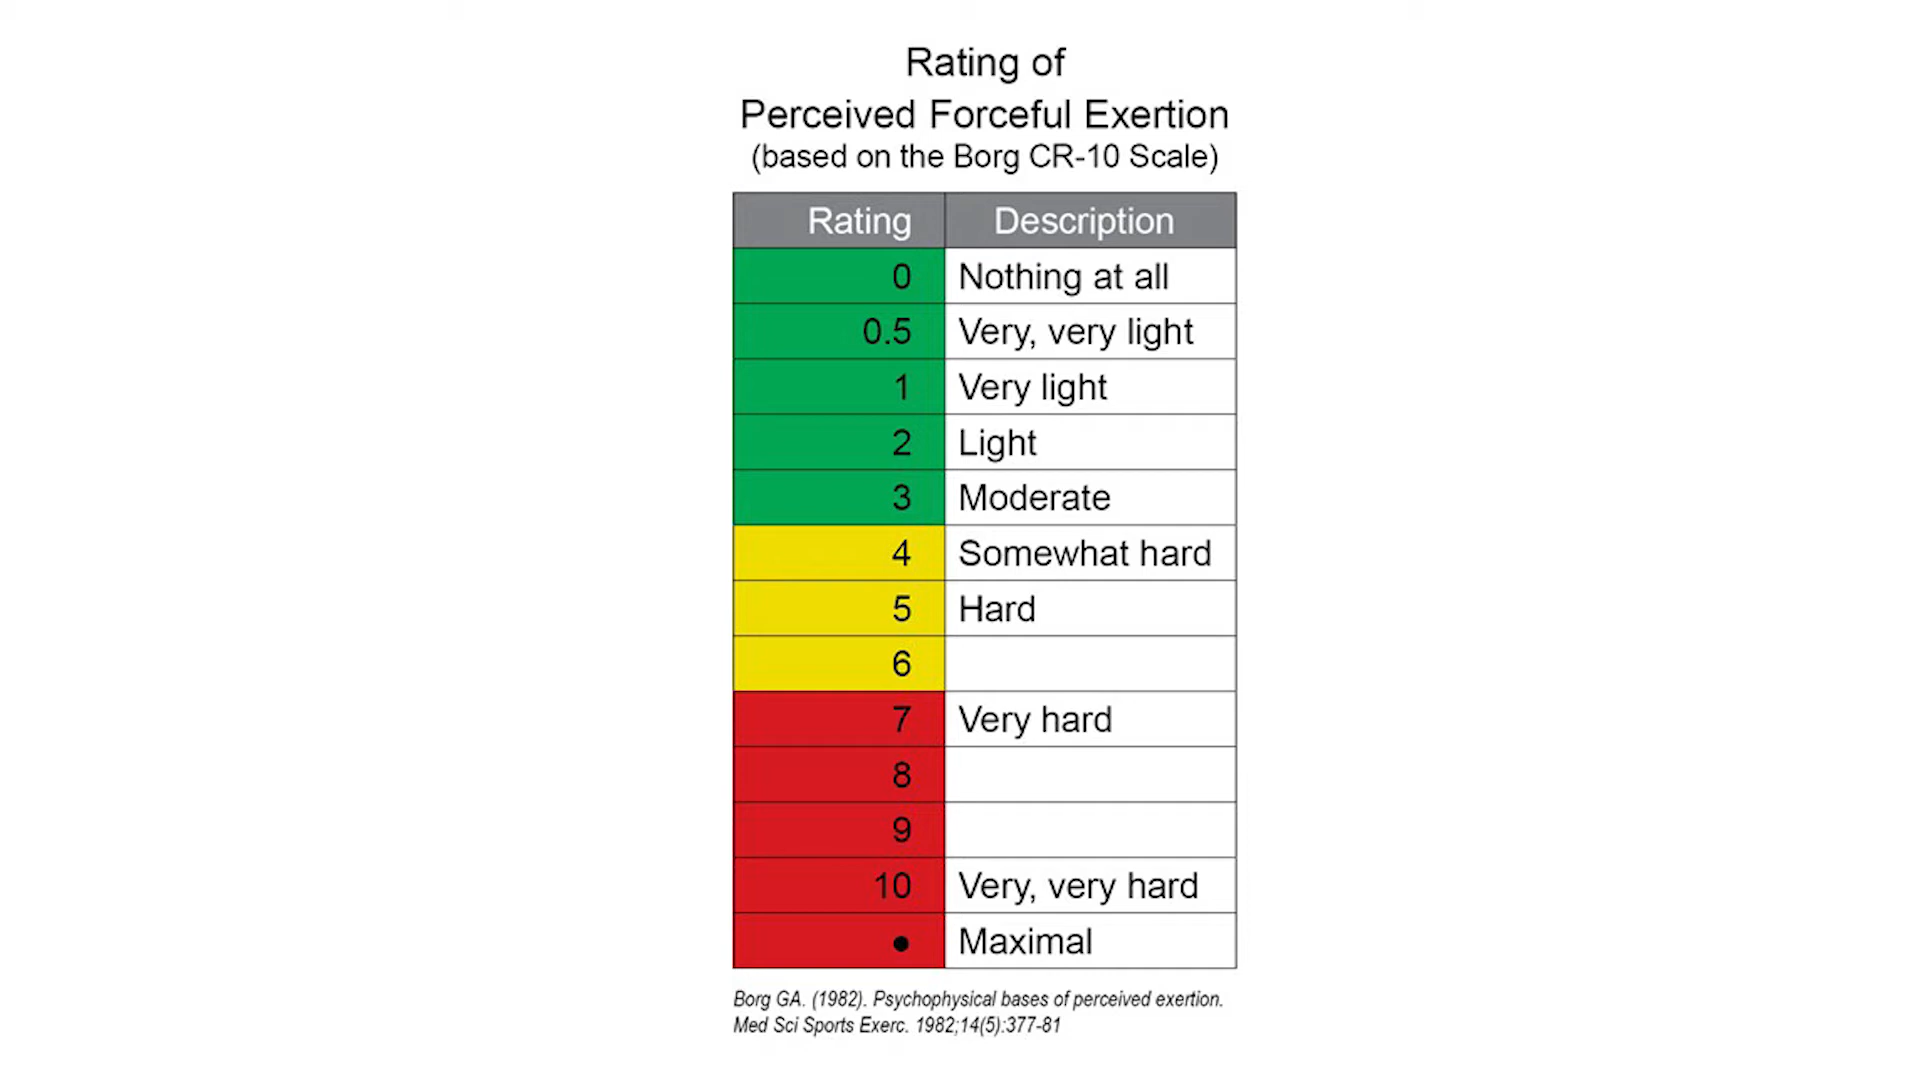 Rating of
Perceived Forceful Exertion
(based on the Borg CR-10 Scale)
Rating Description
0 Nothing at all
0.5 Very, very light
1 Very light
2 Light
3 Moderate
4 Somewhat hard
5 Hard
6
7 Very hard
8
9
10 Very, very hard
● Maximal
Borg GA. (1982). Psychophysical bases of perceived exertion.
Med Sci Sports Exerc. 1982;14(5):377-81